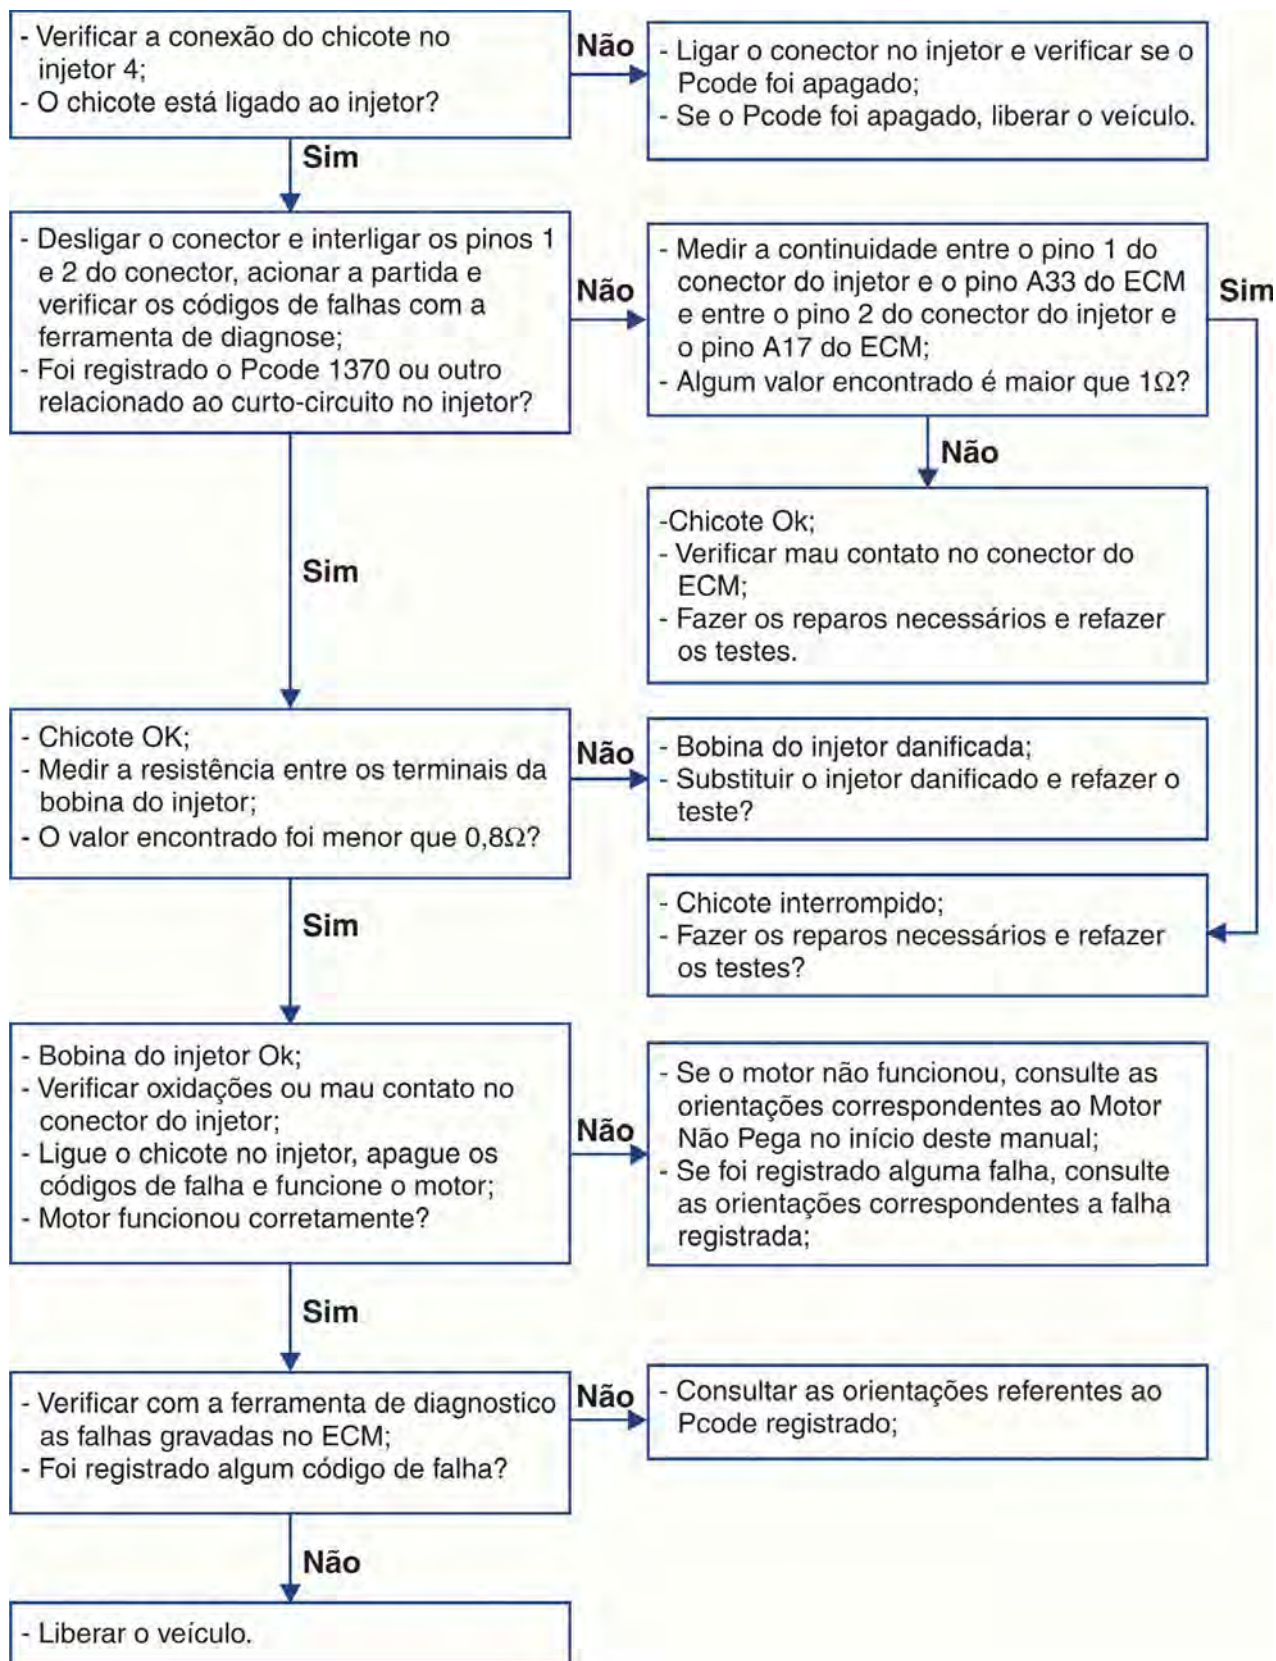 - Verificar a conexão do chicote no
injetor 4;
- O chicote está ligado ao injetor?
Não
- Ligar o conector no injetor e verificar se o
Pcode foi apagado;
- Se o Pcode foi apagado, liberar o veículo.
Sim
- Desligar o conector e interligar os pinos 1
e 2 do conector, acionar a partida e
verificar os códigos de falhas com a
ferramenta de diagnose;
- Foi registrado o Pcode 1370 ou outro
relacionado ao curto-circuito no injetor?
Não
- Medir a continuidade entre o pino 1 do
conector do injetor e o pino A33 do ECM
e entre o pino 2 do conector do injetor e
o pino A17 do ECM;
- Algum valor encontrado é maior que 1Ω?
Sim
Não
-Chicote Ok;
- Verificar mau contato no conector do
ECM;
- Fazer os reparos necessários e refazer
os testes.
Sim
- Chicote OK;
- Medir a resistência entre os terminais da
bobina do injetor;
- O valor encontrado foi menor que 0,8Ω?
Não
- Bobina do injetor danificada;
- Substituir o injetor danificado e refazer o
teste?
- Chicote interrompido;
- Fazer os reparos necessários e refazer
os testes?
Sim
- Bobina do injetor Ok;
- Verificar oxidações ou mau contato no
conector do injetor;
- Ligue o chicote no injetor, apague os
códigos de falha e funcione o motor;
- Motor funcionou corretamente?
Não
- Se o motor não funcionou, consulte as
orientações correspondentes ao Motor
Não Pega no início deste manual;
- Se foi registrado alguma falha, consulte
as orientações correspondentes a falha
registrada;
Sim
- Verificar com a ferramenta de diagnostico
as falhas gravadas no ECM;
- Foi registrado algum código de falha?
Não
- Consultar as orientações referentes ao
Pcode registrado;
Não
- Liberar o veículo.